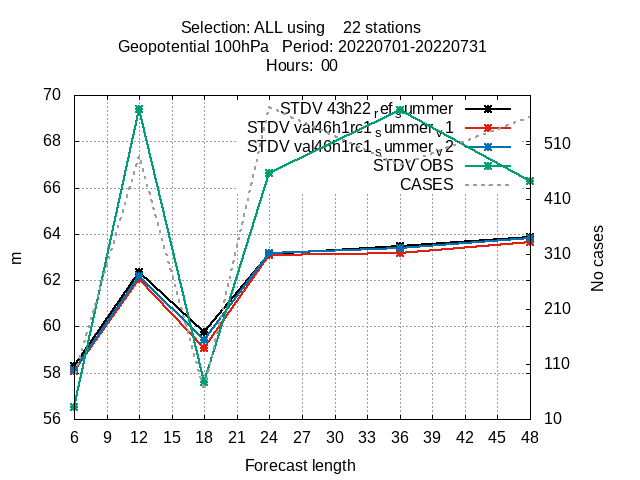 Selection: ALL using 22 stations
Geopotential 100hPa Period: 20220701-20220731
Hours: 00
STDV 43h22_ref_summer
STDV val46h1rc1_summer_v1
STDV val46h1rc1_summer_v2
STDV OBS
CASES
70
68
66
64
62
60
58
56
m
510
410
310
210
110
10
No cases
6 9 12 15 18 21 24 27 30 33 36 39 42 45 48
Forecast length